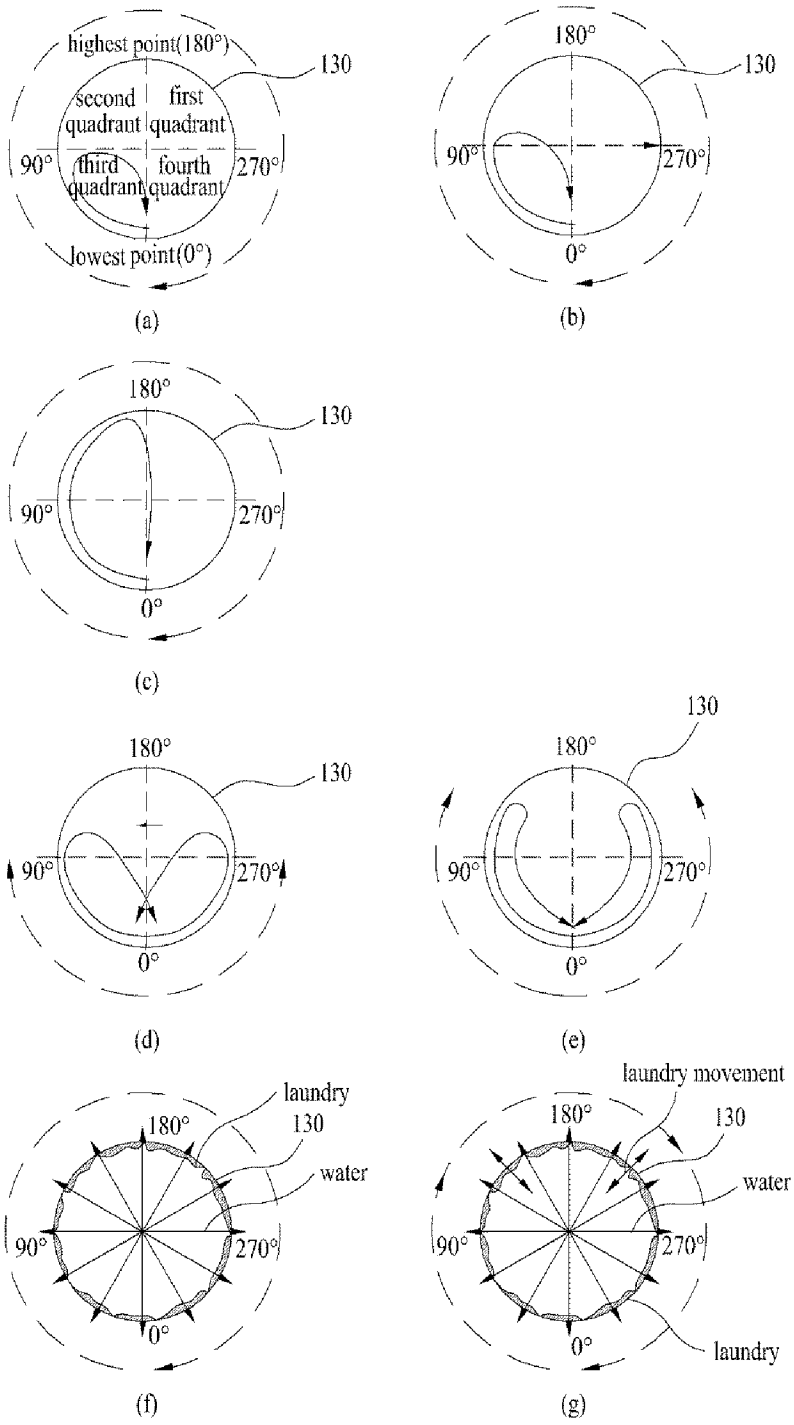 highest point(180°)
130
second
quadrant
first
quadrant
90°
270°
third
quadrant
fourth
quadrant
lowest point(0°)
(a)
180°
130
90°
270°
0°
(b)
180°
130
90°
270°
0°
(c)
180°
130
90°
270°
0°
(d)
130
180°
90°
270°
0°
(e)
laundry
180°
130
water
90°
270°
0°
(f)
laundry movement
180°
130
water
90°
270°
0°
laundry
(g)